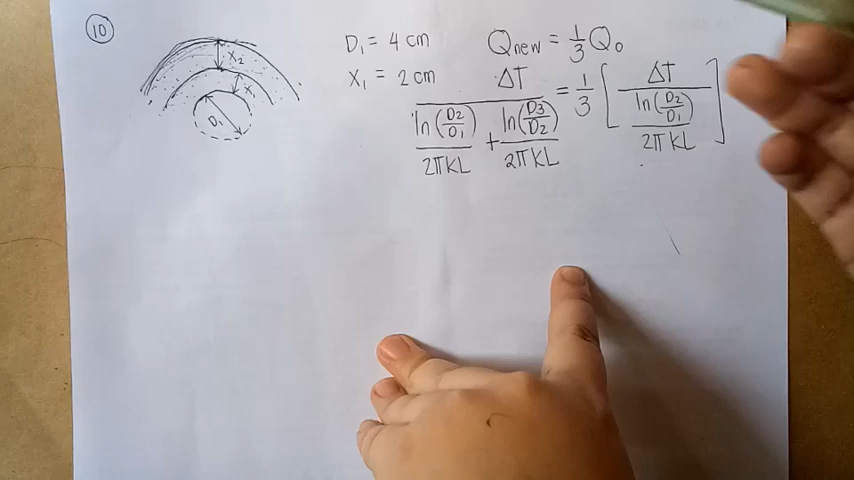 10
X₂
X₁
D₁
D₁ = 4 cm
X₁ = 2 cm
Qnew = 1/3 Q₀
ΔT / (ln(D₂/D₁)/2πKL + ln(D₃/D₂)/2πKL) = 1/3 [ΔT / (ln(D₂/D₁)/2πKL)]